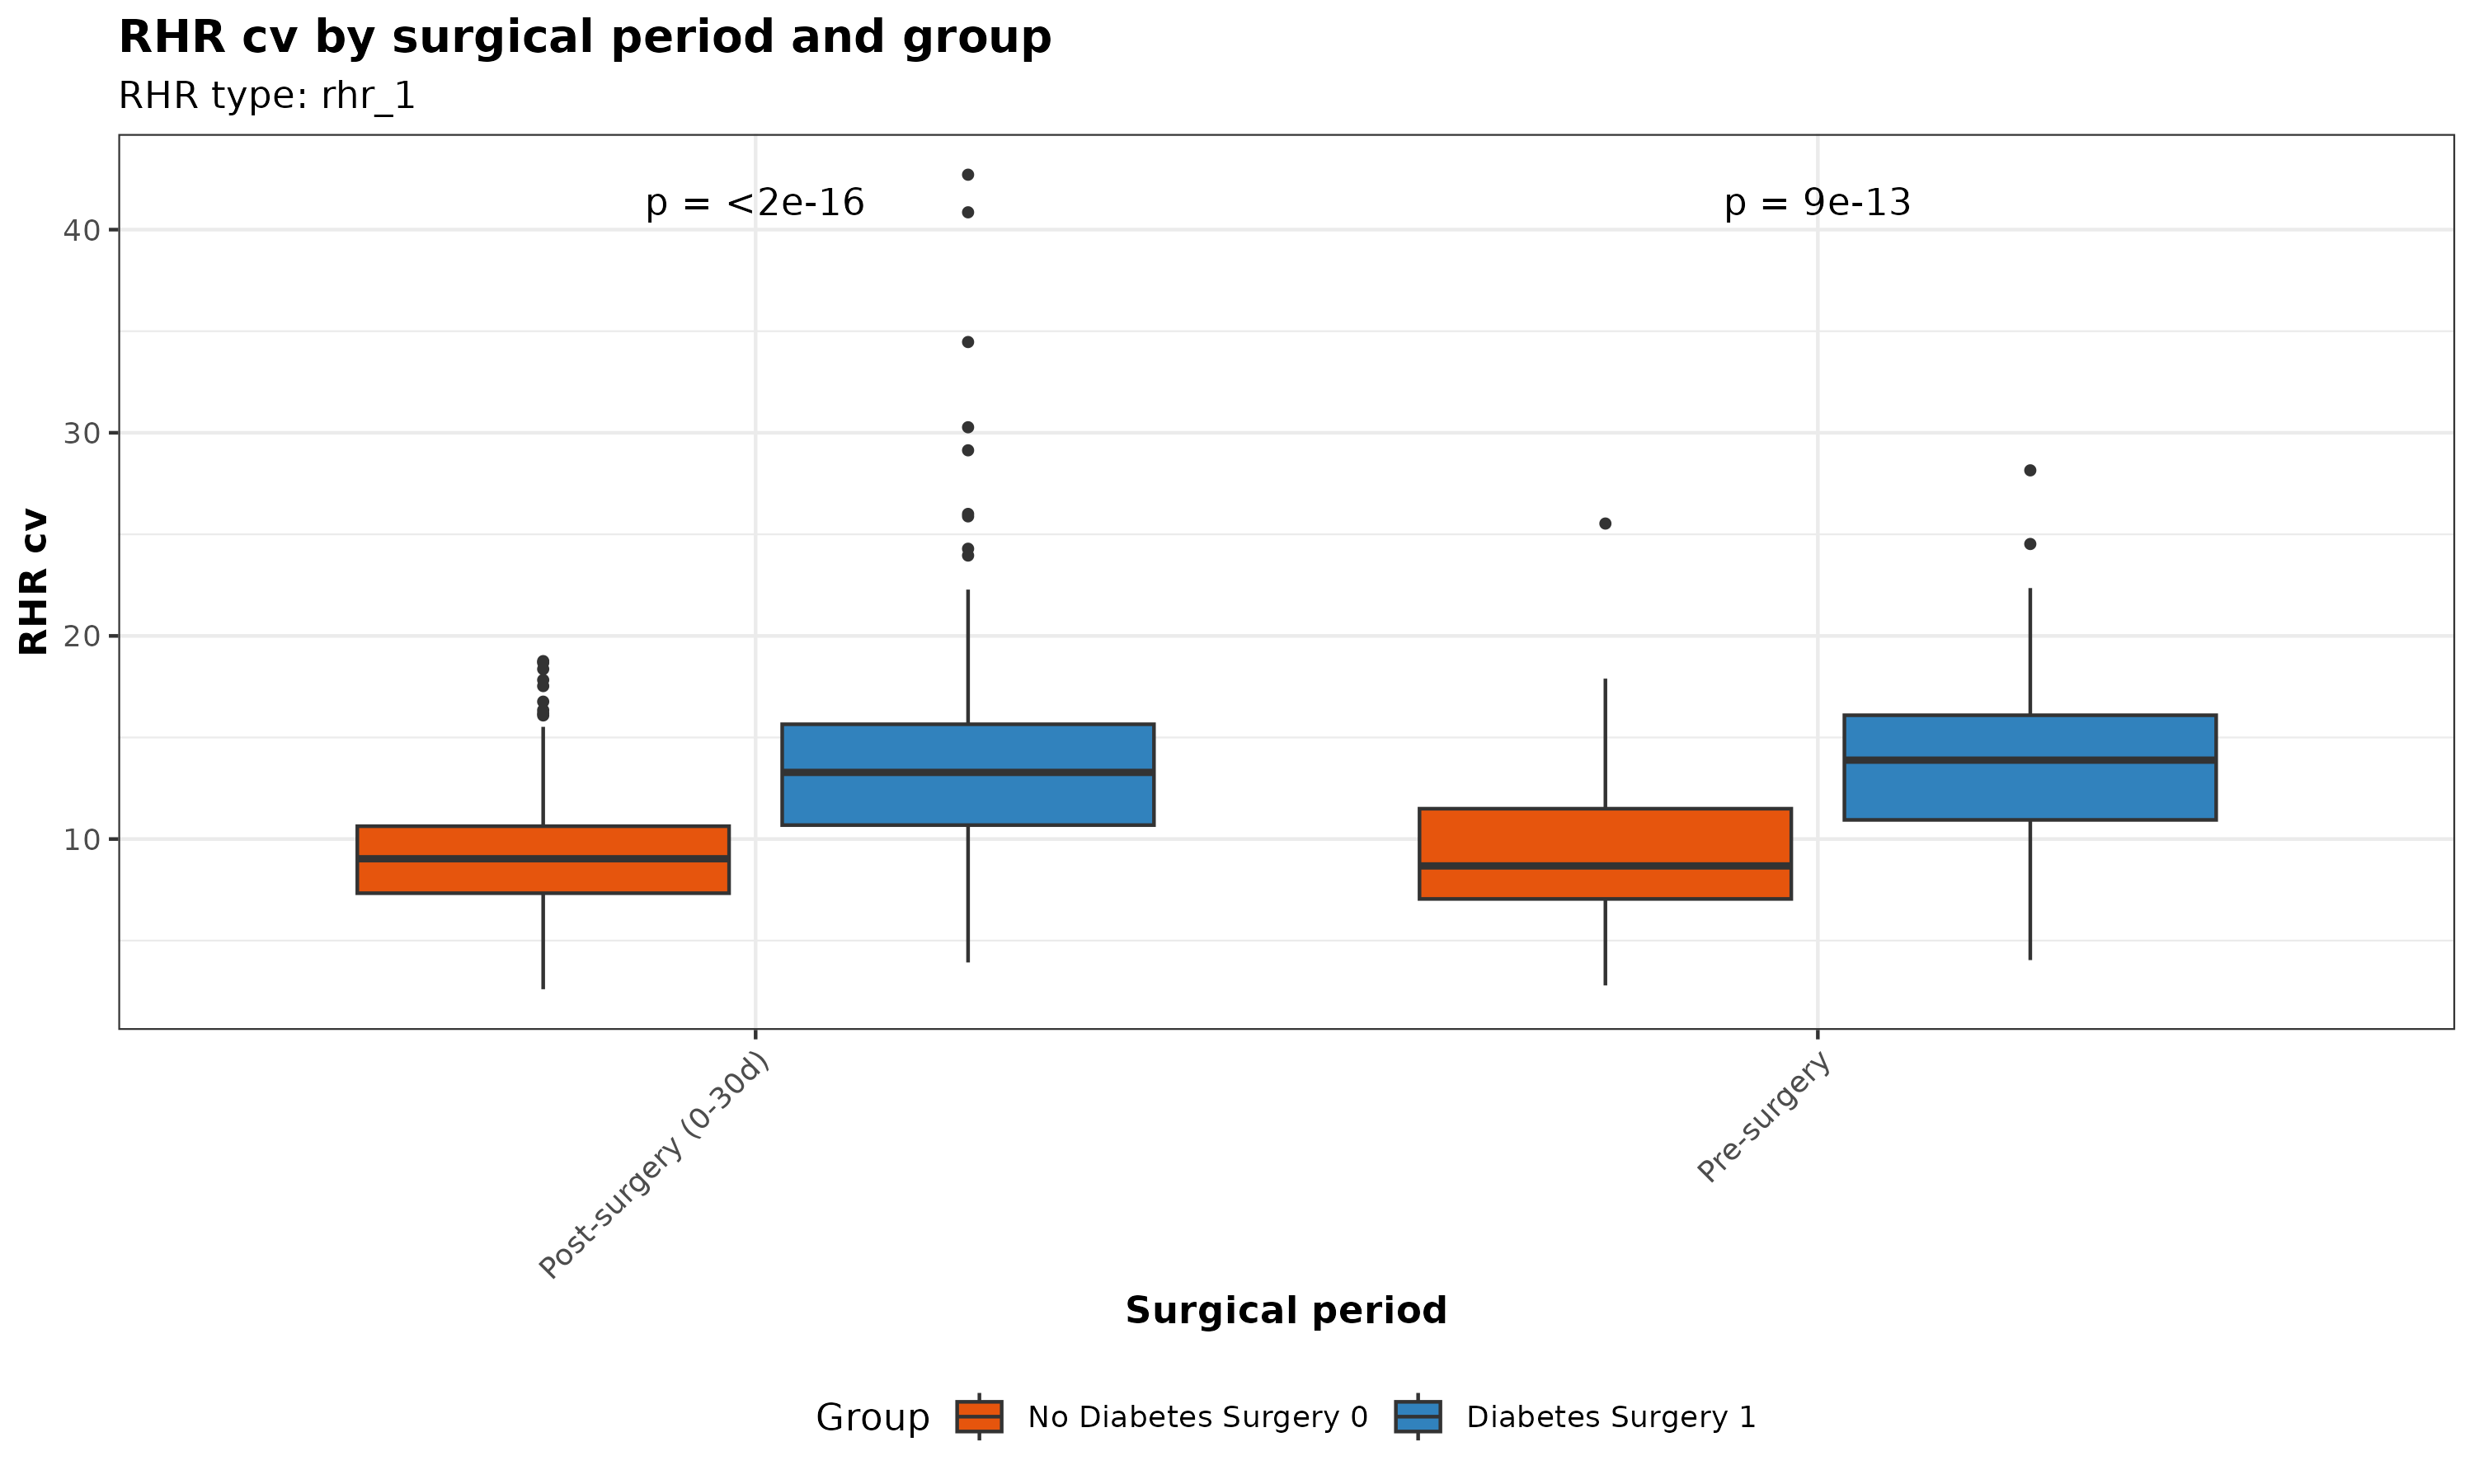 RHR cv by surgical period and group
RHR type: rhr_1
p = <2e-16
p = 9e-13
40
30
20
10
RHR cv
Post-surgery (0-30d)
Pre-surgery
Surgical period
Group
No Diabetes Surgery 0
Diabetes Surgery 1